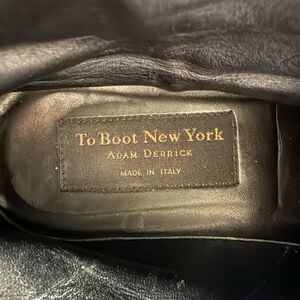 To Boot New York
ADAM DERRICK
MADE IN ITALY